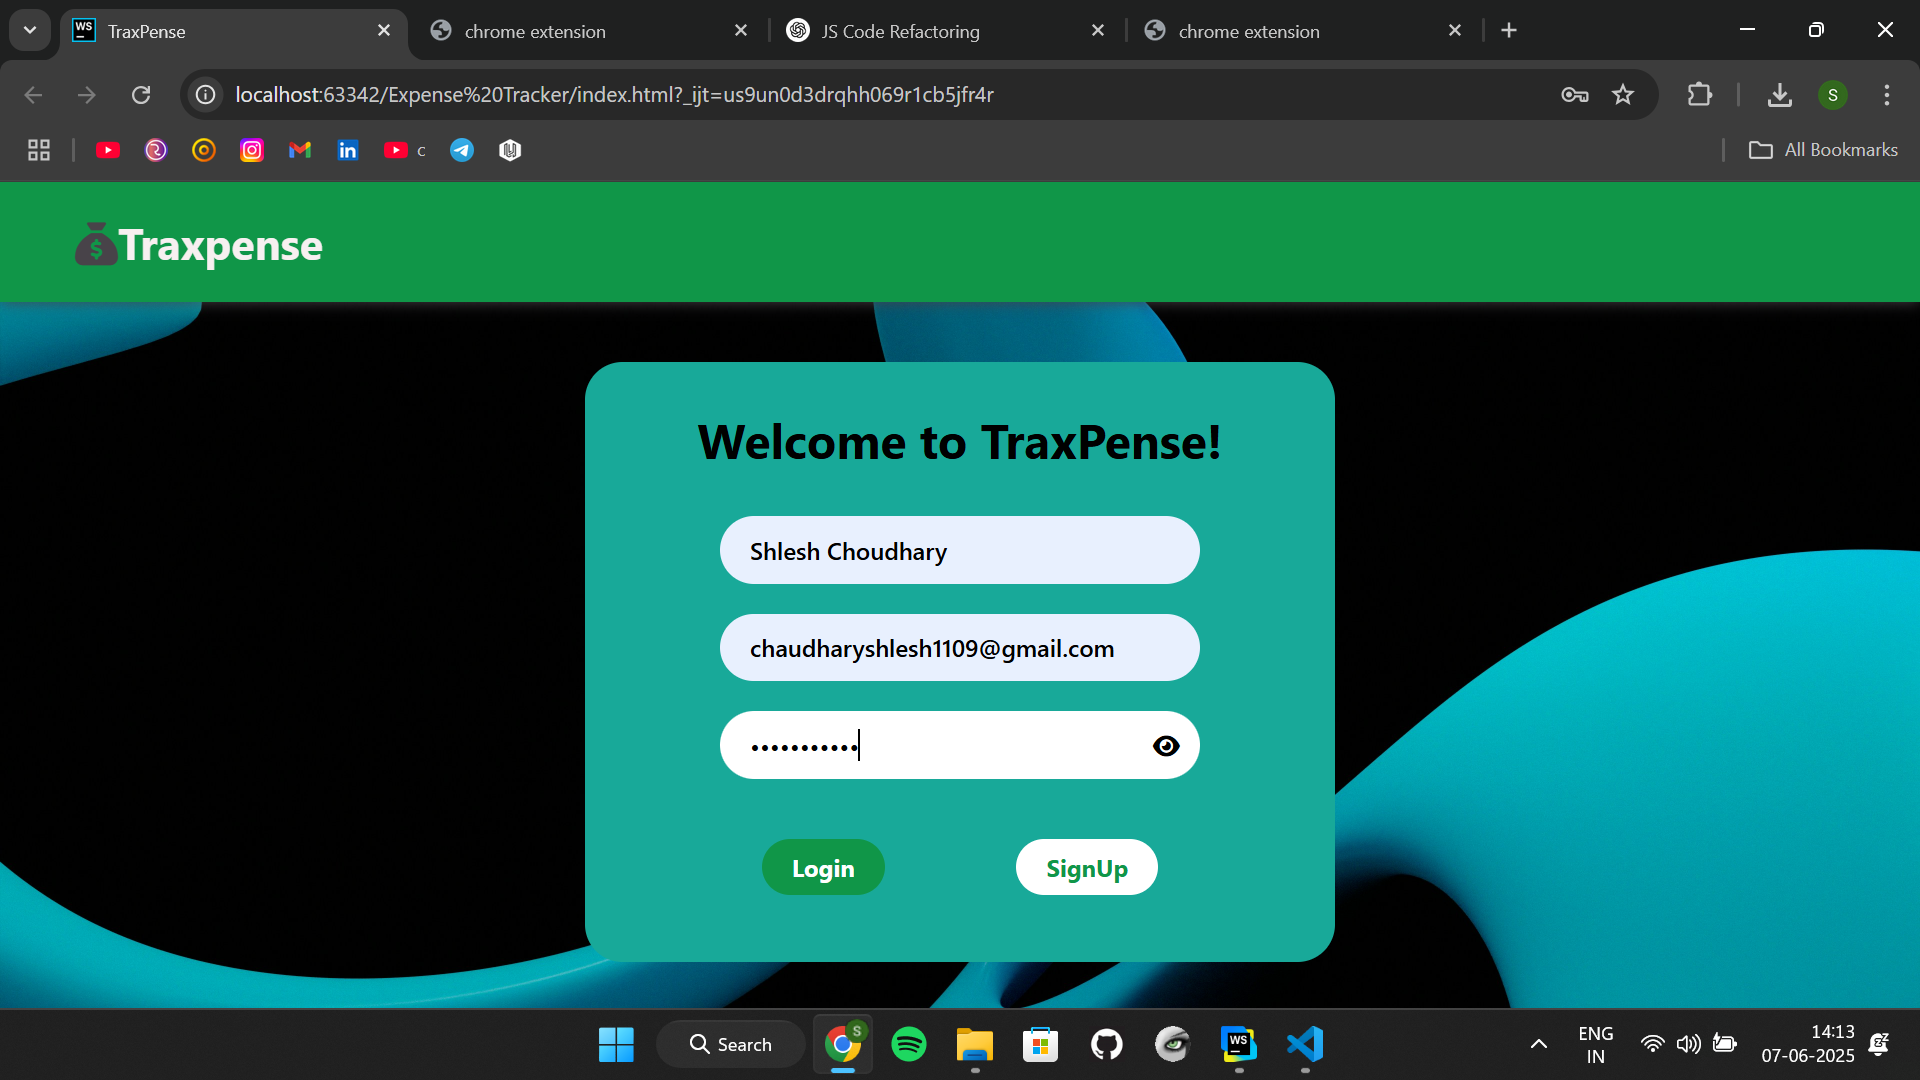 TraxPense
chrome extension
JS Code Refactoring
chrome extension
localhost:63342/Expense%20Tracker/index.html?_ijt=us9un0d3drqhh069r1cb5jfr4r
S
c
All Bookmarks
Traxpense
Welcome to TraxPense!
Shlesh Choudhary
chaudharyshlesh1109@gmail.com
•••••••••••
Login
SignUp
Search
S
WS
ENG
IN
14:13
07-06-2025